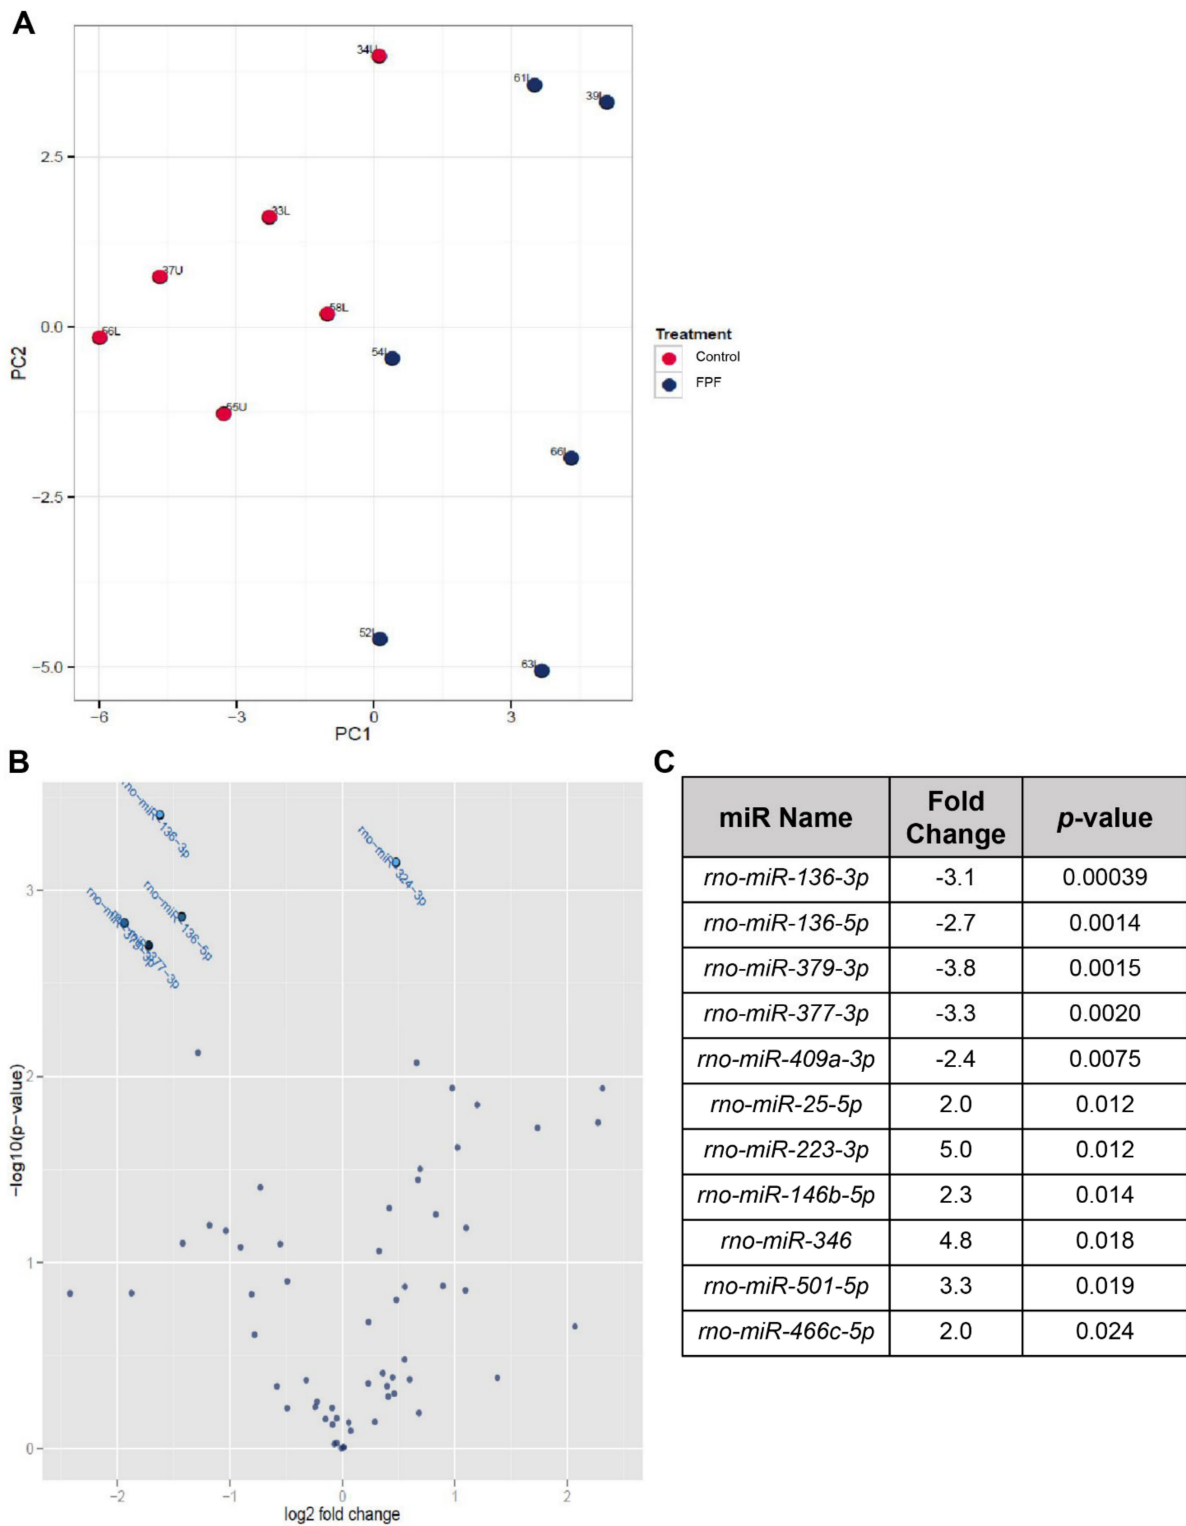 A
34U
61L
39L
2.5
33L
37U
58L
0.0
56L
54L
PC2
Treatment
Control
FPF
55U
66L
−2.5
52L
63L
−5.0
−6 −3 0 3
PC1
B
rno−miR−136−3p
rno−miR−324−3p
3
rno−miR−136−5p
rno−miR−379−3p
rno−miR−377−3p
2
−log10(p−value)
1
0
−2 −1 0 1 2
log2 fold change
C
miR Name Fold Change p-value
rno-miR-136-3p -3.1 0.00039
rno-miR-136-5p -2.7 0.0014
rno-miR-379-3p -3.8 0.0015
rno-miR-377-3p -3.3 0.0020
rno-miR-409a-3p -2.4 0.0075
rno-miR-25-5p 2.0 0.012
rno-miR-223-3p 5.0 0.012
rno-miR-146b-5p 2.3 0.014
rno-miR-346 4.8 0.018
rno-miR-501-5p 3.3 0.019
rno-miR-466c-5p 2.0 0.024